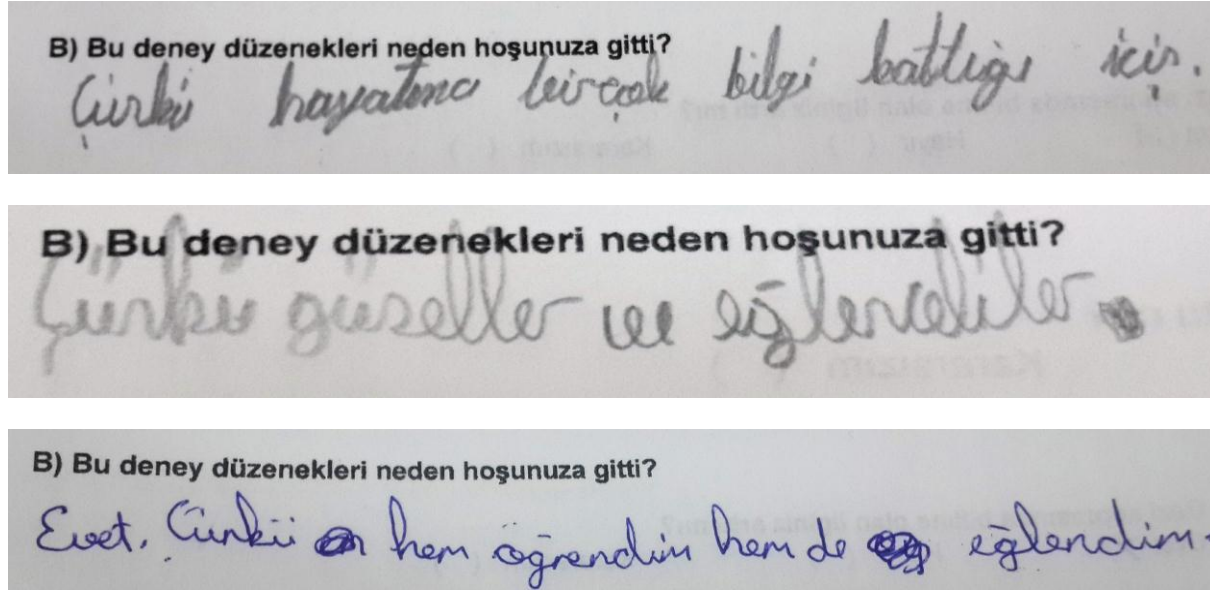 B) Bu deney düzenekleri neden hoşunuza gitti?
Çünkü hayatıma birçok bilgi kattığı için.
B) Bu deney düzenekleri neden hoşunuza gitti?
Çünkü güzeller ve eğlenceliler.
B) Bu deney düzenekleri neden hoşunuza gitti?
Evet. Çünkü hem öğrendim hem de eğlendim.